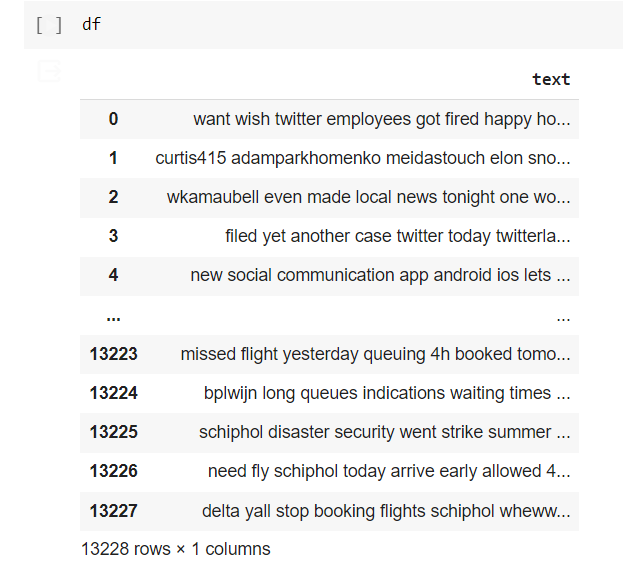 [ ] df
text
0 want wish twitter employees got fired happy ho...
1 curtis415 adamparkhomenko meidastouch elon sno...
2 wkamaubell even made local news tonight one wo...
3 filed yet another case twitter today twitterla...
4 new social communication app android ios lets ...
... ...
13223 missed flight yesterday queuing 4h booked tomo...
13224 bplwijn long queues indications waiting times ...
13225 schiphol disaster security went strike summer ...
13226 need fly schiphol today arrive early allowed 4...
13227 delta yall stop booking flights schiphol wheww...
13228 rows × 1 columns